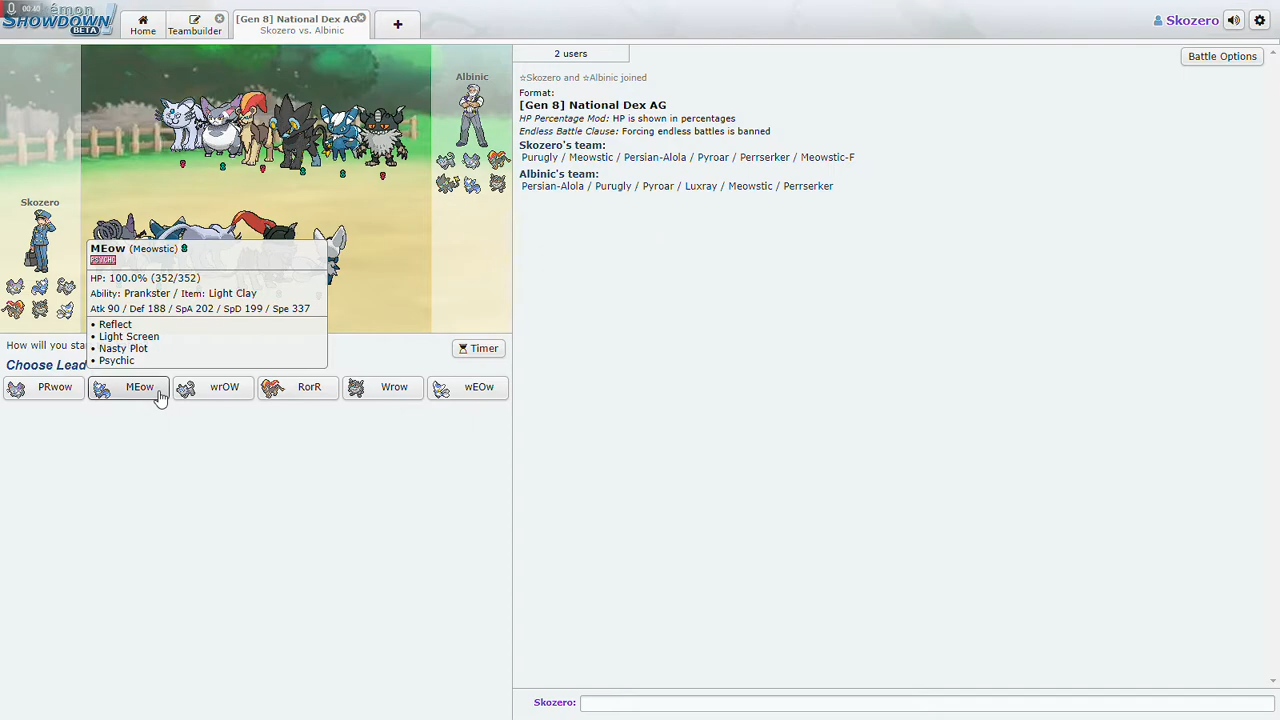 00:40
émon
SHOWDOWN
BETA
Home
Teambuilder
[Gen 8] National Dex AG
Skozero vs. Albinic
+
Skozero
2 users
Battle Options
☆Skozero and ☆Albinic joined
Format:
[Gen 8] National Dex AG
HP Percentage Mod: HP is shown in percentages
Endless Battle Clause: Forcing endless battles is banned
Skozero's team:
Purugly / Meowstic / Persian-Alola / Pyroar / Perrserker / Meowstic-F
Albinic's team:
Persian-Alola / Purugly / Pyroar / Luxray / Meowstic / Perrserker
Albinic
Skozero
MEow (Meowstic)
PSYCHC
HP: 100.0% (352/352)
Ability: Prankster / Item: Light Clay
Atk 90 / Def 188 / SpA 202 / SpD 199 / Spe 337
• Reflect
• Light Screen
• Nasty Plot
• Psychic
How will you sta
Timer
Choose Lead
PRwow
MEow
wrOW
RorR
Wrow
wEOw
Skozero: